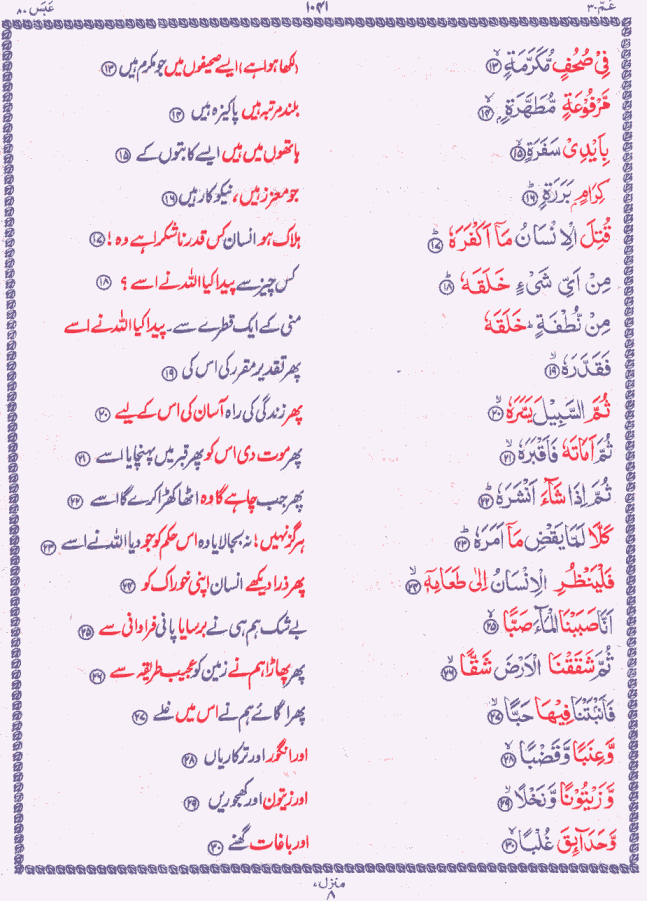 عَمّ ۳۰ ۱۰۴۱ عَبَسَ ۸۰
فِىْ صُحُفٍ مُّكَرَّمَةٍ ۙ﴿۱۳﴾ (لکھا ہوا ہے) ایسے صحیفوں میں جو مکرم ہیں ﴿۱۳﴾
مَّرْفُوْعَةٍ مُّطَهَّرَةٍ ۙ﴿۱۴﴾ بلند مرتبہ ہیں پاکیزہ ہیں ﴿۱۴﴾
بِاَيْدِىْ سَفَرَةٍ ۙ﴿۱۵﴾ ہاتھوں میں ہیں ایسے کاتبوں کے ﴿۱۵﴾
كِرَامٍۭ بَرَرَةٍ ؕ﴿۱۶﴾ جو معزز ہیں، نیکو کار ہیں ﴿۱۶﴾
قُتِلَ الْاِنْسَانُ مَاۤ اَكْفَرَهٗ ؕ﴿۱۷﴾ ہلاک ہو انسان کس قدر ناشکرا ہے وہ! ﴿۱۷﴾
مِنْ اَىِّ شَىْءٍ خَلَقَهٗ ؕ﴿۱۸﴾ کس چیز سے پیدا کیا اللہ نے اسے؟ ﴿۱۸﴾
مِنْ نُّطْفَةٍ ؕ خَلَقَهٗ منی کے ایک قطرے سے۔ پیدا کیا اللہ نے اسے
فَقَدَّرَهٗ ۙ﴿۱۹﴾ پھر تقدیر مقرر کی اس کی ﴿۱۹﴾
ثُمَّ السَّبِيْلَ يَسَّرَهٗ ۙ﴿۲۰﴾ پھر زندگی کی راہ آسان کی اس کے لیے ﴿۲۰﴾
ثُمَّ اَمَاتَهٗ فَاَقْبَرَهٗ ۙ﴿۲۱﴾ پھر موت دی اس کو پھر قبر میں پہنچایا اسے ﴿۲۱﴾
ثُمَّ اِذَا شَآءَ اَنْشَرَهٗ ؕ﴿۲۲﴾ پھر جب چاہے گا وہ اٹھا کھڑا کرے گا اسے ﴿۲۲﴾
كَلَّا لَمَّا يَقْضِ مَاۤ اَمَرَهٗ ؕ﴿۲۳﴾ ہرگز نہیں! نہ بجا لایا وہ اس حکم کو جو دیا اللہ نے اسے ﴿۲۳﴾
فَلْيَنْظُرِ الْاِنْسَانُ اِلٰى طَعَامِهٖۤ ۙ﴿۲۴﴾ پھر ذرا دیکھے انسان اپنی خوراک کو ﴿۲۴﴾
اَنَّا صَبَبْنَا الْمَآءَ صَبًّا ۙ﴿۲۵﴾ بے شک ہم ہی نے برسایا پانی فراوانی سے ﴿۲۵﴾
ثُمَّ شَقَقْنَا الْاَرْضَ شَقًّا ۙ﴿۲۶﴾ پھر پھاڑا ہم نے زمین کو عجیب طریقہ سے ﴿۲۶﴾
فَاَنْۢبَتْنَا فِيْهَا حَبًّا ۙ﴿۲۷﴾ پھر اگائے ہم نے اس میں غلے ﴿۲۷﴾
وَّعِنَبًا وَّقَضْبًا ۙ﴿۲۸﴾ اور انگور اور ترکاریاں ﴿۲۸﴾
وَّزَيْتُوْنًا وَّنَخْلًا ۙ﴿۲۹﴾ اور زیتون اور کھجوریں ﴿۲۹﴾
وَّحَدَآئِقَ غُلْبًا ۙ﴿۳۰﴾ اور باغات گھنے ﴿۳۰﴾
منزل ۷
۸